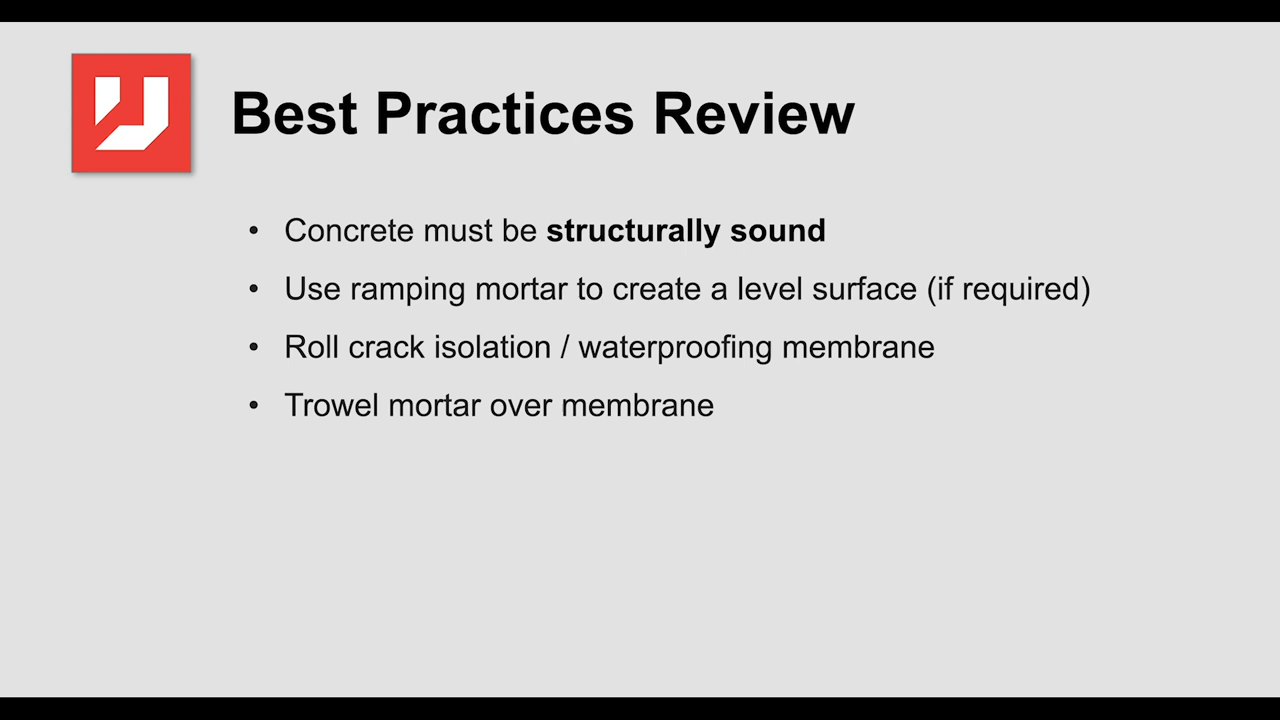 Best Practices Review
• Concrete must be structurally sound
• Use ramping mortar to create a level surface (if required)
• Roll crack isolation / waterproofing membrane
• Trowel mortar over membrane